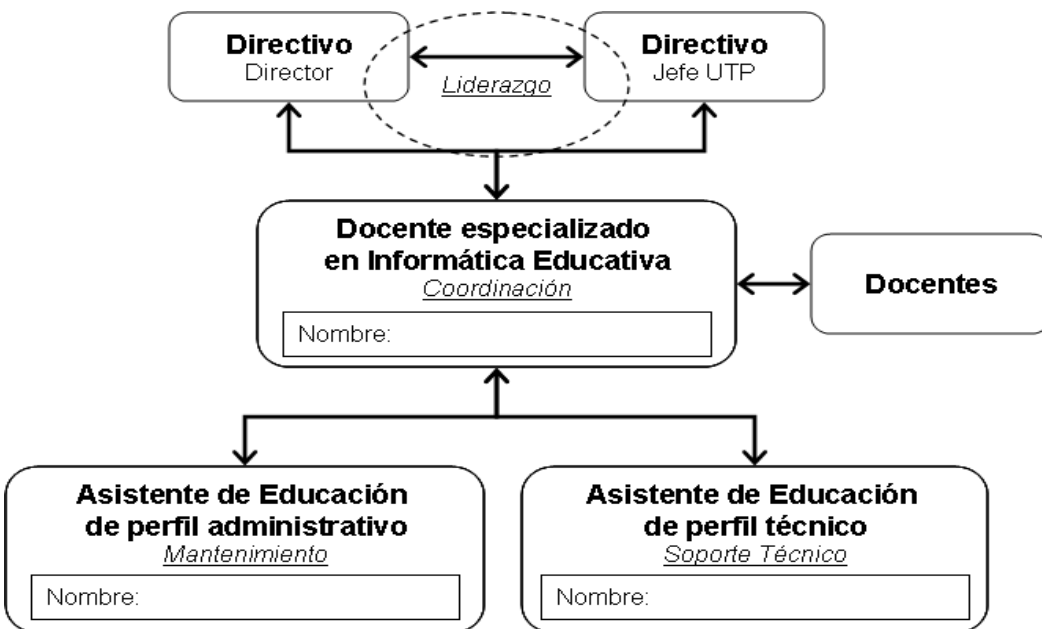 Directivo
Director
Liderazgo
Directivo
Jefe UTP
Docente especializado
en Informática Educativa
Coordinación
Nombre:
Docentes
Asistente de Educación
de perfil administrativo
Mantenimiento
Nombre:
Asistente de Educación
de perfil técnico
Soporte Técnico
Nombre: